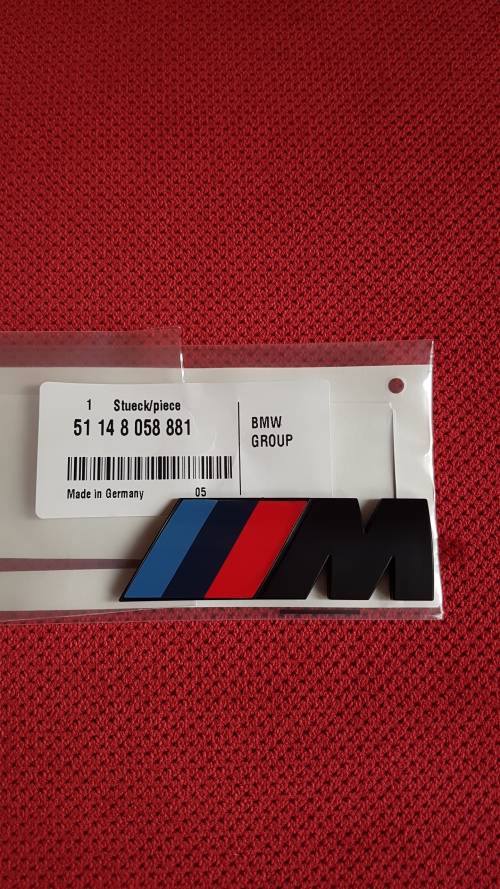 1 Stueck/piece
51 14 8 058 881
BMW
GROUP
Made in Germany 05
M